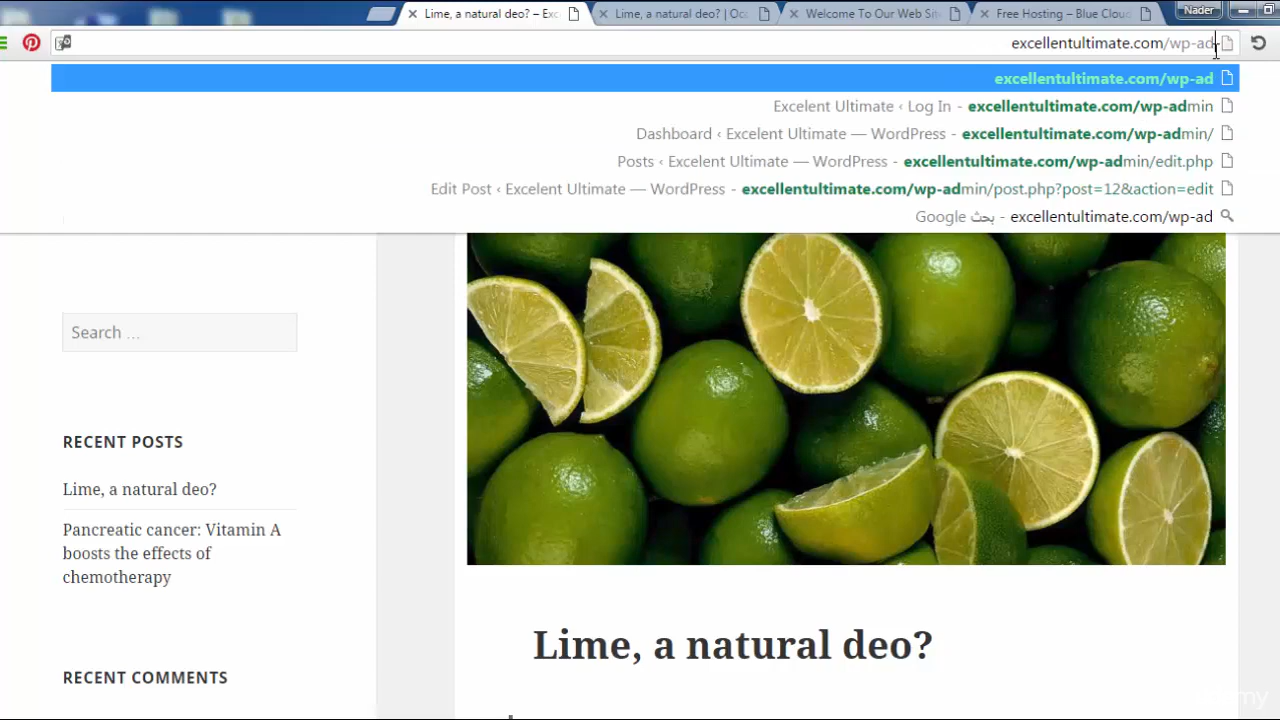 Lime, a natural deo? – Exc
Lime, a natural deo? | Oca
Welcome To Our Web Sit
Free Hosting – Blue Cloud
Nader
excellentultimate.com/wp-ad
excellentultimate.com/wp-ad
Excelent Ultimate ‹ Log In - excellentultimate.com/wp-admin
Dashboard ‹ Excelent Ultimate — WordPress - excellentultimate.com/wp-admin/
Posts ‹ Excelent Ultimate — WordPress - excellentultimate.com/wp-admin/edit.php
Edit Post ‹ Excelent Ultimate — WordPress - excellentultimate.com/wp-admin/post.php?post=12&action=edit
Google بحث - excellentultimate.com/wp-ad
Search …
RECENT POSTS
Lime, a natural deo?
Pancreatic cancer: Vitamin A
boosts the effects of
chemotherapy
RECENT COMMENTS
Lime, a natural deo?